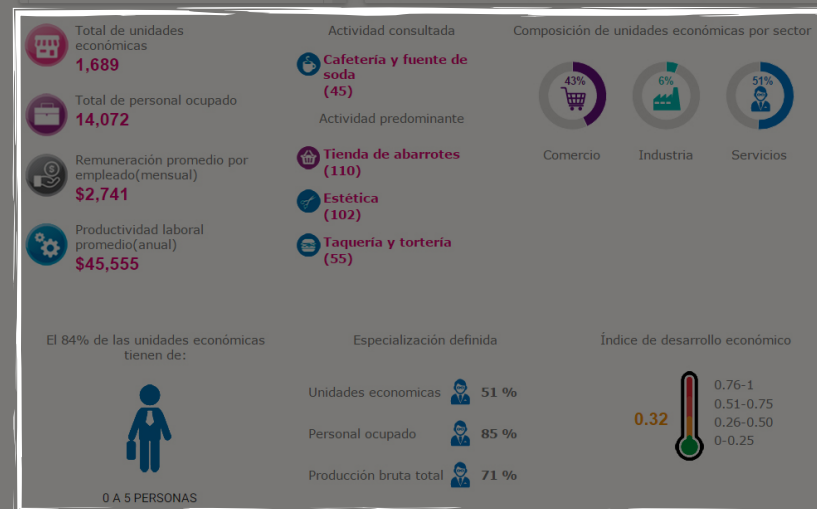 Total de unidades
económicas
1,689
Total de personal ocupado
14,072
Remuneración promedio por
empleado(mensual)
$2,741
Productividad laboral
promedio(anual)
$45,555
Actividad consultada
Cafetería y fuente de
soda
(45)
Actividad predominante
Tienda de abarrotes
(110)
Estética
(102)
Taquería y tortería
(55)
Composición de unidades económicas por sector
43%
6%
51%
Comercio
Industria
Servicios
El 84% de las unidades económicas
tienen de:
0 A 5 PERSONAS
Especialización definida
Unidades economicas 51 %
Personal ocupado 85 %
Producción bruta total 71 %
Índice de desarrollo económico
0.32
0.76-1
0.51-0.75
0.26-0.50
0-0.25